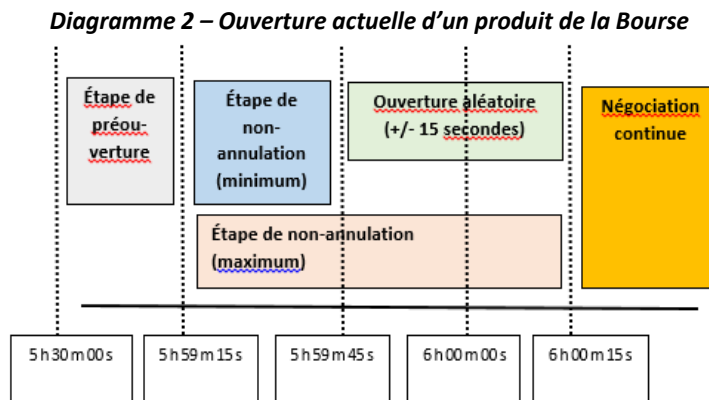 Diagramme 2 – Ouverture actuelle d’un produit de la Bourse
Étape de
préou-
verture
Étape de
non-
annulation
(minimum)
Ouverture aléatoire
(+/- 15 secondes)
Négociation
continue
Étape de non-annulation
(maximum)
5 h 30 m 00 s
5 h 59 m 15 s
5 h 59 m 45 s
6 h 00 m 00 s
6 h 00 m 15 s